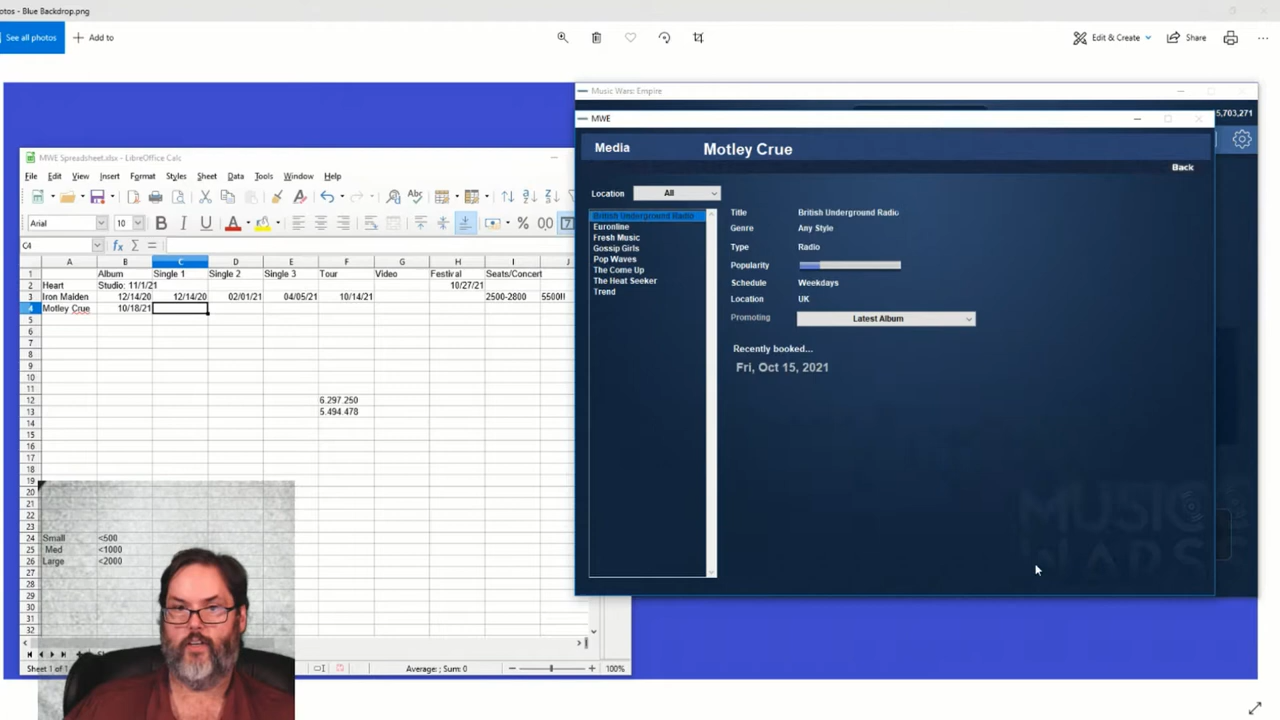 otos - Blue Backdrop.png
See all photos
Add to
Edit & Create
Share
MWE Spreadsheet.xlsx - LibreOffice Calc
File Edit View Insert Format Styles Sheet Data Tools Window Help
Arial 10
C4
A B C D E F G H I J
1 Album Single 1 Single 2 Single 3 Tour Video Festival Seats/Concert
2 Heart Studio: 11/1/21 10/27/21
3 Iron Maiden 12/14/20 12/14/20 02/01/21 04/05/21 10/14/21 2500-2800 5500!!
4 Motley Crue 10/18/21
5
6
7
8
9
10
11
12 6.297.250
13 5.494.478
14
15
16
17
18
19
20
21
22
23
24 Small <500
25 Med <1000
26 Large <2000
27
28
29
30
31
32
Sheet 1 of 1
Average: ; Sum: 0
100%
Music Wars: Empire
5,703,271
MWE
Media
Motley Crue
Back
Location All
British Underground Radio
Euronline
Fresh Music
Gossip Girls
Pop Waves
The Come Up
The Heat Seeker
Trend
Title British Underground Radio
Genre Any Style
Type Radio
Popularity
Schedule Weekdays
Location UK
Promoting Latest Album
Recently booked...
Fri, Oct 15, 2021
MUSIC
WARS